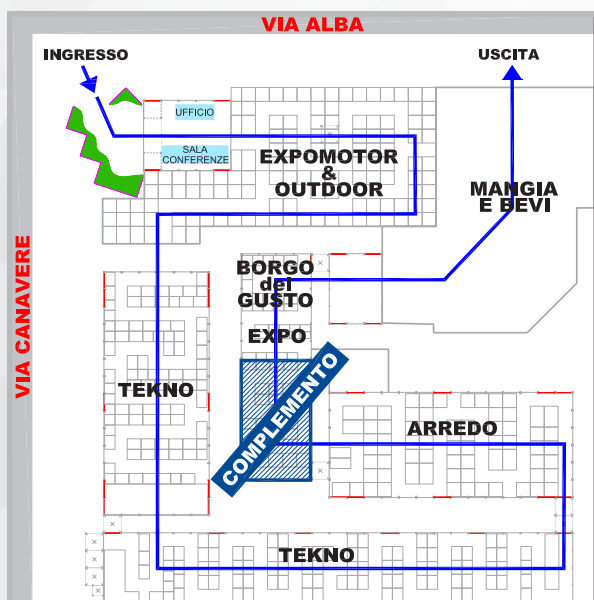 VIA ALBA
INGRESSO
USCITA
UFFICIO
SALA
CONFERENZE
EXPOMOTOR
&
OUTDOOR
MANGIA
E BEVI
VIA CANAVERE
BORGO
del
GUSTO
EXPO
TEKNO
COMPLEMENTO
ARREDO
TEKNO